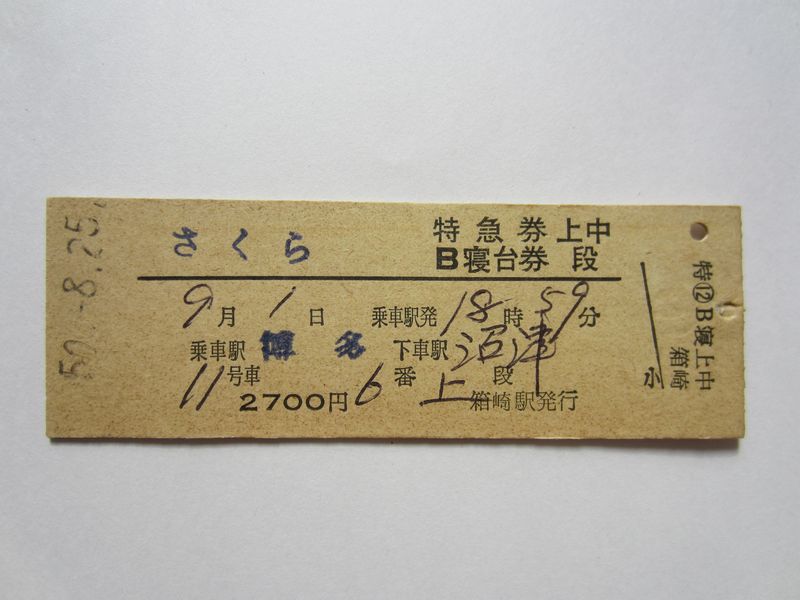 50.-8.25.
さくら
特急券 上中
B寝台券 段
9月1日 乗車駅発 18時59分
乗車駅 博多 下車駅 沼津
11号車 6番 上段
2700円 箱崎駅発行
特⑫B寝上中
箱崎
小